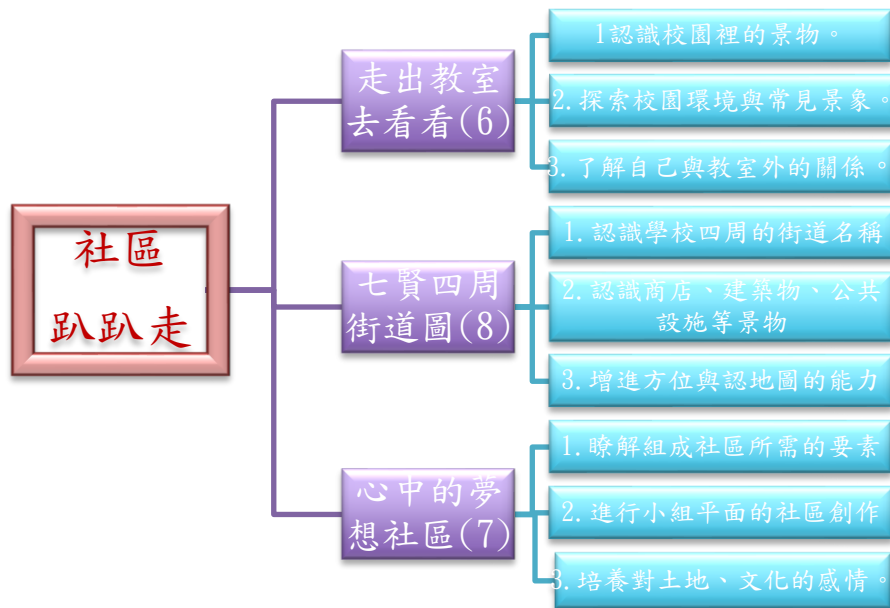 社區
趴趴走
走出教室
去看看(6)
1認識校園裡的景物。
2.探索校園環境與常見景象。
3.了解自己與教室外的關係。
七賢四周
街道圖(8)
1.認識學校四周的街道名稱
2.認識商店、建築物、公共
設施等景物
3.增進方位與認地圖的能力
心中的夢
想社區(7)
1.瞭解組成社區所需的要素
2.進行小組平面的社區創作
3.培養對土地、文化的感情。